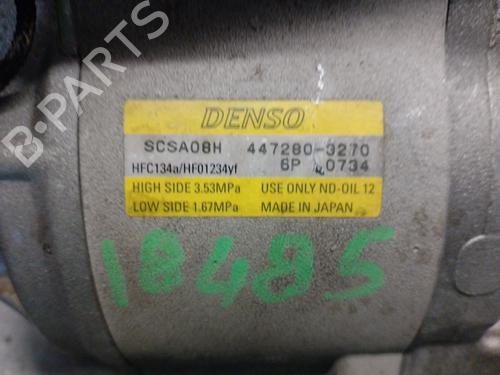 B-PARTS
DENSO
SCSA08H 447280-3270
HFC134a/HFO1234yf 6P 0734
HIGH SIDE 3.53MPa USE ONLY ND-OIL 12
LOW SIDE 1.67MPa MADE IN JAPAN
18485